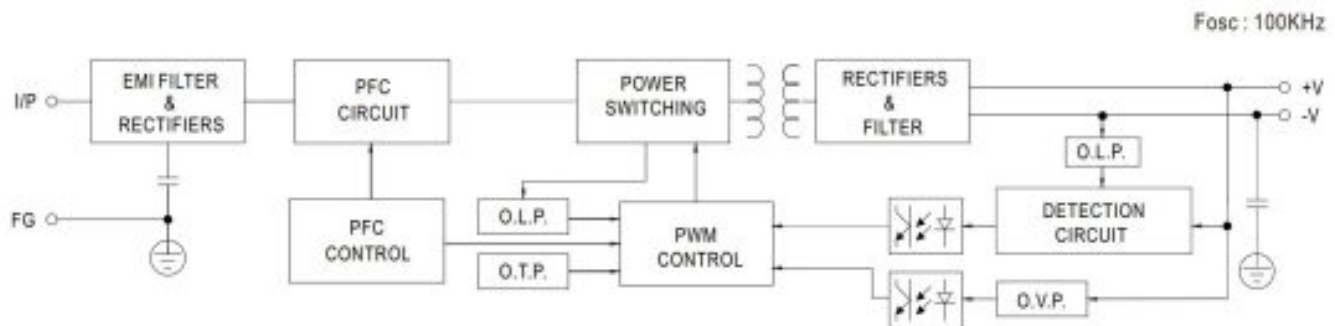 Fosc : 100KHz
I/P
EMI FILTER
&
RECTIFIERS
PFC
CIRCUIT
POWER
SWITCHING
RECTIFIERS
&
FILTER
+V
-V
O.L.P.
FG
PFC
CONTROL
O.L.P.
O.T.P.
PWM
CONTROL
DETECTION
CIRCUIT
O.V.P.